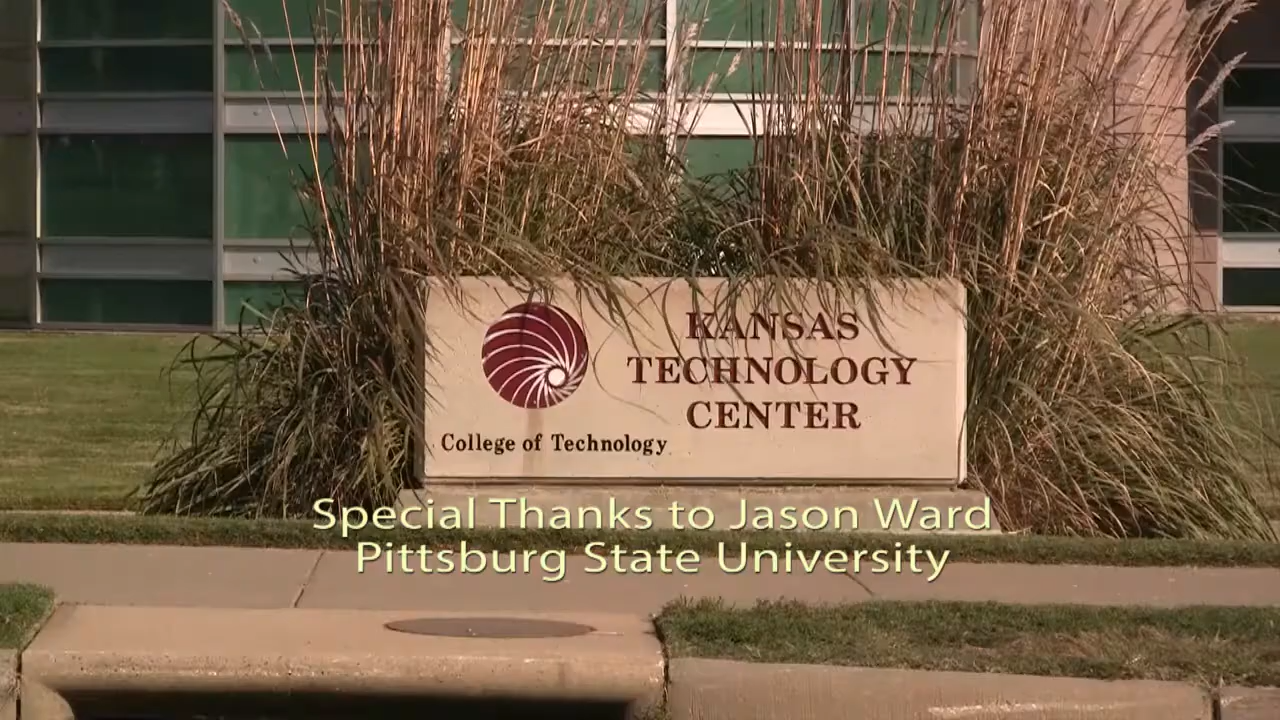 KANSAS
TECHNOLOGY
CENTER
College of Technology
Special Thanks to Jason Ward
Pittsburg State University